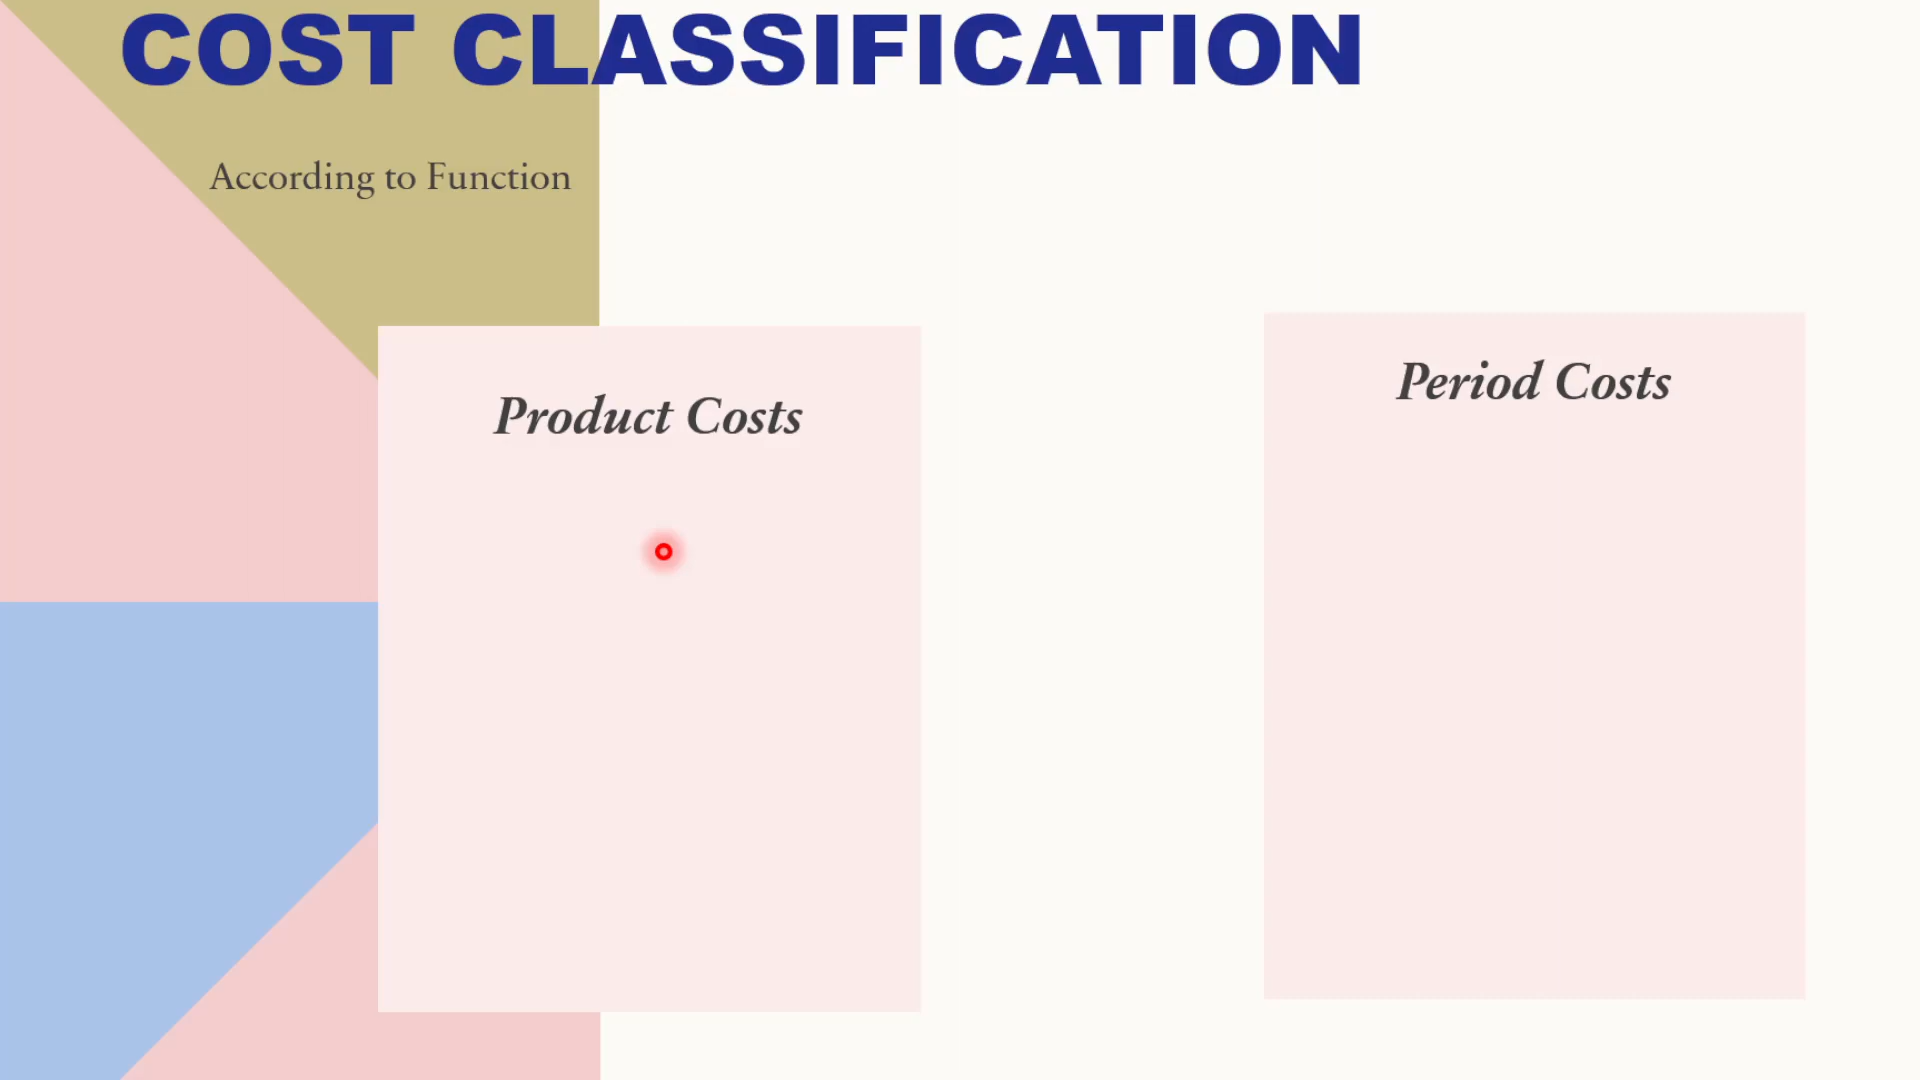 COST CLASSIFICATION
According to Function
Product Costs
Period Costs